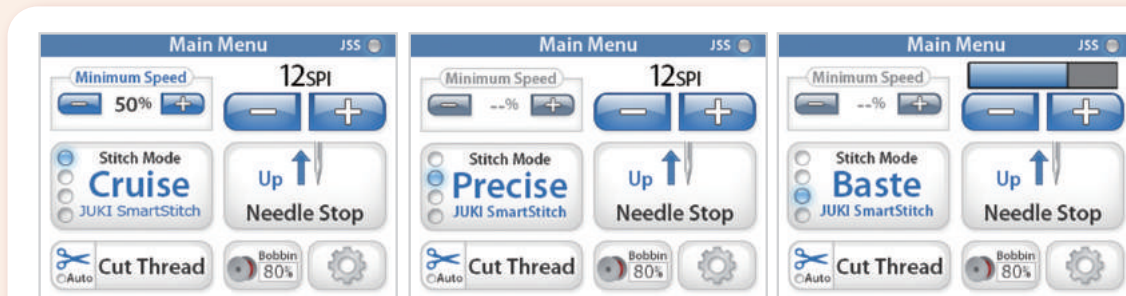 Main Menu JSS
Minimum Speed
50%
12SPI
Stitch Mode
Cruise
JUKI SmartStitch
Up
Needle Stop
Auto
Cut Thread
Bobbin
80%
Main Menu JSS
Minimum Speed
--%
12SPI
Stitch Mode
Precise
JUKI SmartStitch
Up
Needle Stop
Auto
Cut Thread
Bobbin
80%
Main Menu JSS
Minimum Speed
--%
Stitch Mode
Baste
JUKI SmartStitch
Up
Needle Stop
Auto
Cut Thread
Bobbin
80%